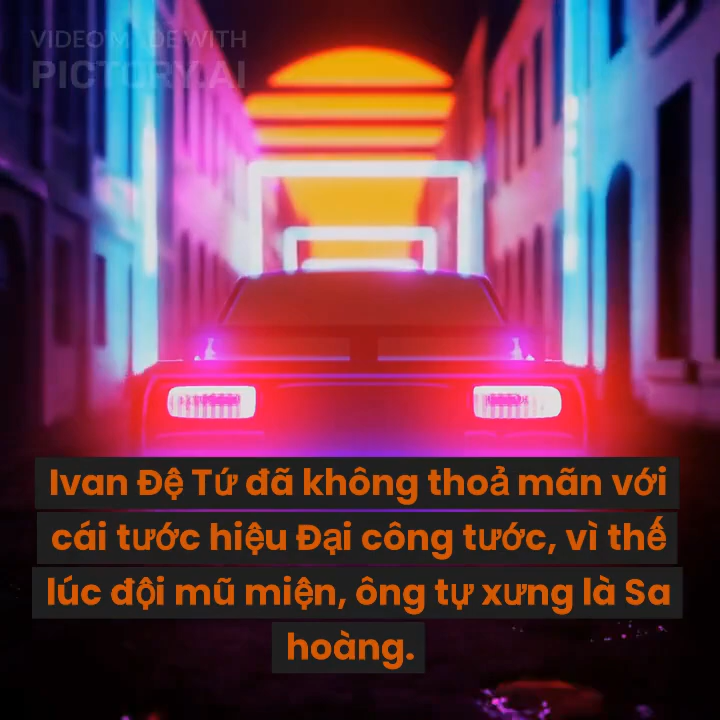 VIDEO MADE WITH
PICTORY.AI
Ivan Đệ Tứ đã không thoả mãn với
cái tước hiệu Đại công tước, vì thế
lúc đội mũ miện, ông tự xưng là Sa
hoàng.